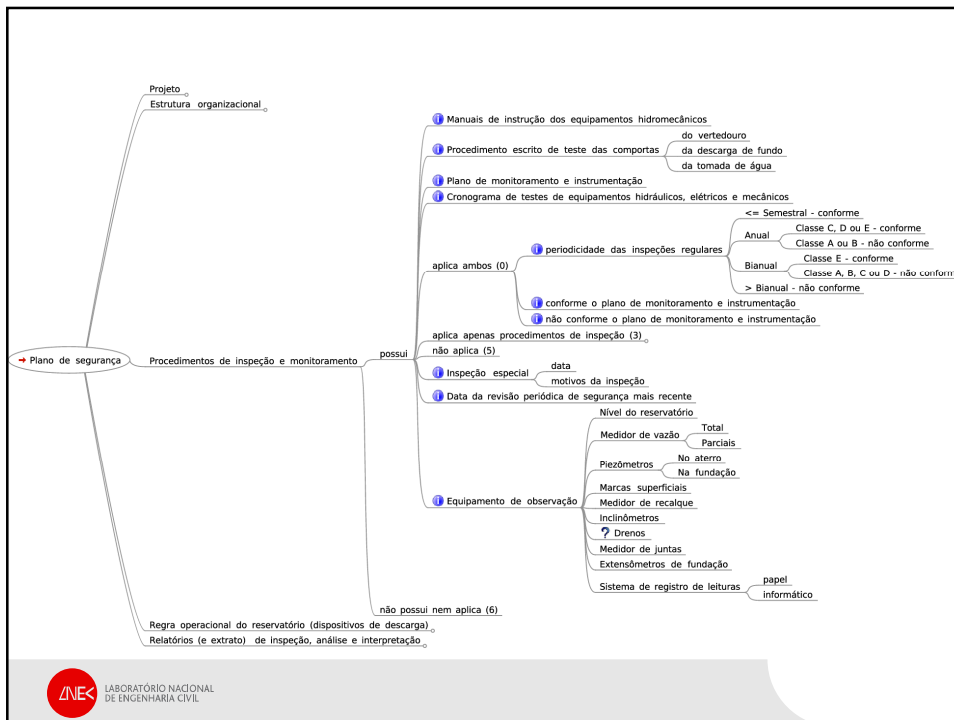 Projeto
Estrutura organizacional
Manuais de instrução dos equipamentos hidromecânicos
Procedimento escrito de teste das comportas
do vertedouro
da descarga de fundo
da tomada de água
Plano de monitoramento e instrumentação
Cronograma de testes de equipamentos hidráulicos, elétricos e mecânicos
aplica ambos (0)
periodicidade das inspeções regulares
<= Semestral - conforme
Anual
Classe C, D ou E - conforme
Classe A ou B - não conforme
Bianual
Classe E - conforme
Classe A, B, C ou D - não conform
> Bianual - não conforme
conforme o plano de monitoramento e instrumentação
não conforme o plano de monitoramento e instrumentação
aplica apenas procedimentos de inspeção (3)
não aplica (5)
Plano de segurança
Procedimentos de inspeção e monitoramento
possui
Inspeção especial
data
motivos da inspeção
Data da revisão periódica de segurança mais recente
Equipamento de observação
Nível do reservatório
Medidor de vazão
Total
Parciais
Piezômetros
No aterro
Na fundação
Marcas superficiais
Medidor de recalque
Inclinômetros
Drenos
Medidor de juntas
Extensômetros de fundação
Sistema de registro de leituras
papel
informático
não possui nem aplica (6)
Regra operacional do reservatório (dispositivos de descarga)
Relatórios (e extrato) de inspeção, análise e interpretação
LNEC
LABORATÓRIO NACIONAL
DE ENGENHARIA CIVIL